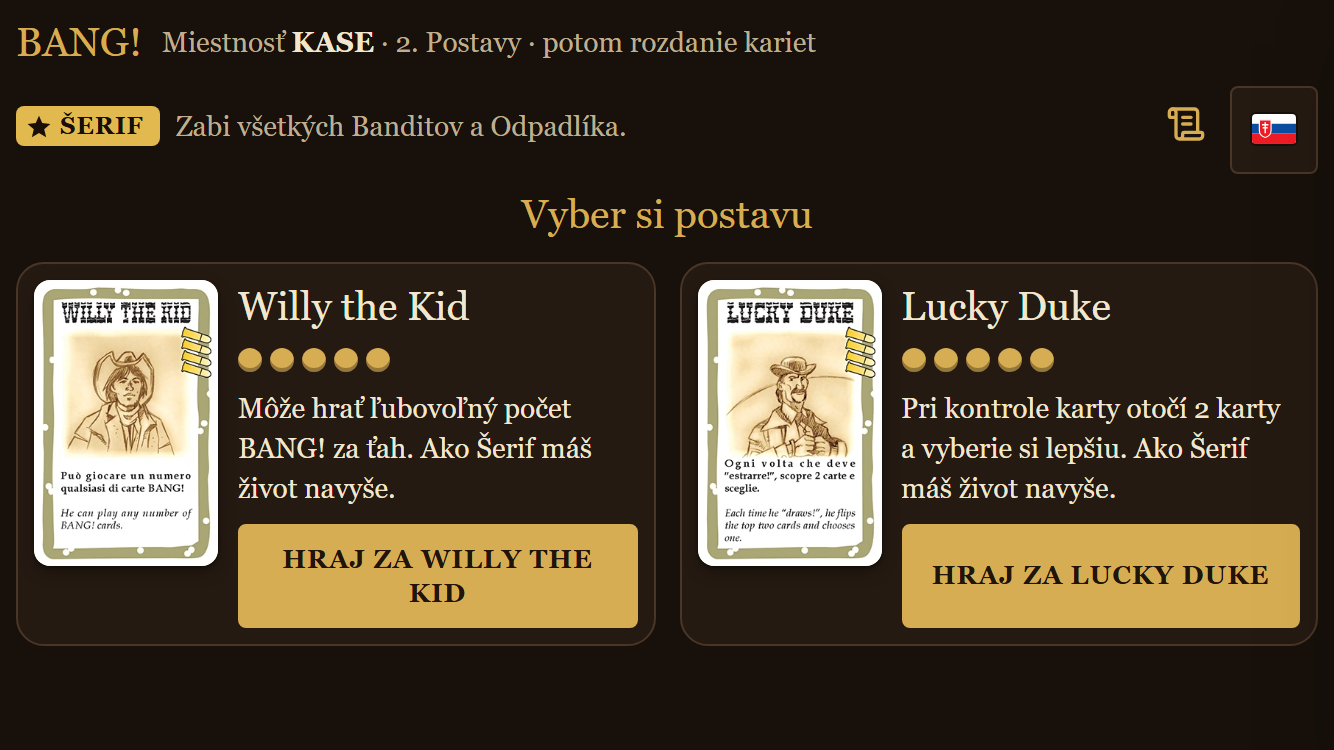 BANG! Miestnosť KASE · 2. Postavy · potom rozdanie kariet
ŠERIF Zabi všetkých Banditov a Odpadlíka.
Vyber si postavu
WILLY THE KID
Può giocare un numero
qualsiasi di carte BANG!
He can play any number of
BANG! cards.
Willy the Kid
Môže hrať ľubovoľný počet
BANG! za ťah. Ako Šerif máš
život navyše.
HRAJ ZA WILLY THE
KID
LUCKY DUKE
Ogni volta che deve
"estrarre!", scopre 2 carte e
sceglie.
Each time he "draws!", he flips
the top two cards and chooses
one.
Lucky Duke
Pri kontrole karty otočí 2 karty
a vyberie si lepšiu. Ako Šerif
máš život navyše.
HRAJ ZA LUCKY DUKE